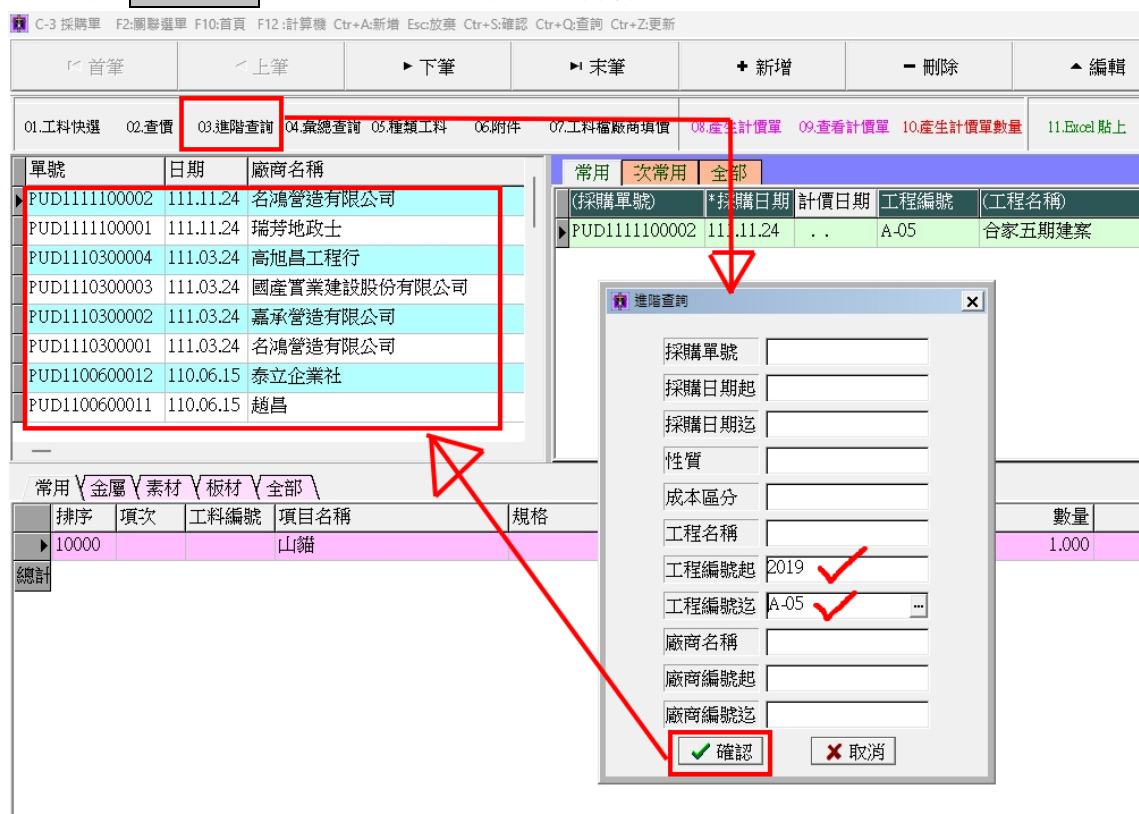 C-3 採購單 F2:關聯選單 F10:首頁 F12 :計算機 Ctr+A:新增 Esc:放棄 Ctr+S:確認 Ctr+Q:查詢 Ctr+Z:更新
首筆 上筆 下筆 末筆 新增 刪除 編輯
01.工料快選 02.查價 03.進階查詢 04.彙總查詢 05.種類工料 06.附件 07.工料檔廠商填價 08.產生計價單 09.查看計價單 10.產生計價單數量 11.Excel 貼上
單號 日期 廠商名稱
PUD1111100002 111.11.24 名鴻營造有限公司
PUD1111100001 111.11.24 瑞芳地政士
PUD1110300004 111.03.24 高旭昌工程行
PUD1110300003 111.03.24 國產實業建設股份有限公司
PUD1110300002 111.03.24 嘉承營造有限公司
PUD1110300001 111.03.24 名鴻營造有限公司
PUD1100600012 110.06.15 泰立企業社
PUD1100600011 110.06.15 趙昌
常用 次常用 全部
(採購單號) *採購日期 計價日期 工程編號 (工程名稱)
PUD1111100002 111.11.24 . . A-05 合家五期建案
常用 金屬 素材 板材 全部
排序 項次 工料編號 項目名稱 規格 數量
10000 山貓 1.000
總計
進階查詢
採購單號
採購日期起
採購日期迄
性質
成本區分
工程名稱
工程編號起 2019
工程編號迄 A-05 ...
廠商名稱
廠商編號起
廠商編號迄
確認 取消